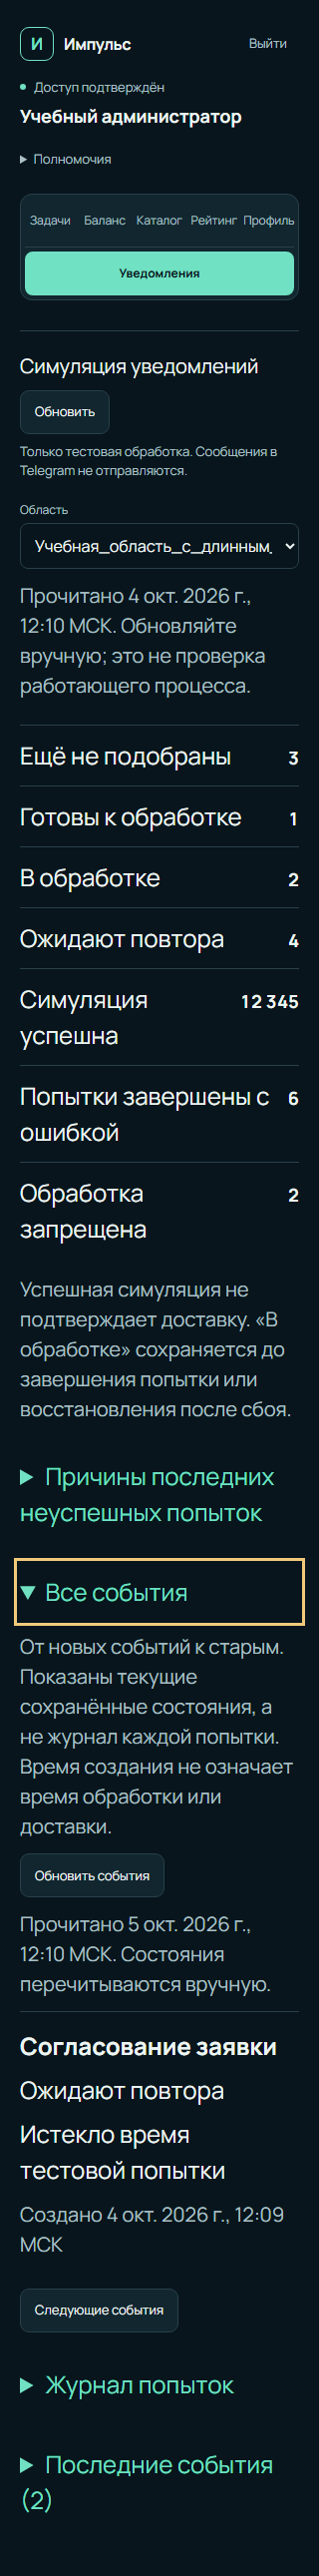 И Импульс Выйти
Доступ подтверждён
Учебный администратор
Полномочия
Задачи Баланс Каталог Рейтинг Профиль
Уведомления
Симуляция уведомлений
Обновить
Только тестовая обработка. Сообщения в
Telegram не отправляются.
Область
Учебная_область_с_длинным_
Прочитано 4 окт. 2026 г.,
12:10 МСК. Обновляйте
вручную; это не проверка
работающего процесса.
Ещё не подобраны 3
Готовы к обработке 1
В обработке 2
Ожидают повтора 4
Симуляция 12 345
успешна
Попытки завершены с 6
ошибкой
Обработка 2
запрещена
Успешная симуляция не
подтверждает доставку. «В
обработке» сохраняется до
завершения попытки или
восстановления после сбоя.
Причины последних
неуспешных попыток
Все события
От новых событий к старым.
Показаны текущие
сохранённые состояния, а
не журнал каждой попытки.
Время создания не означает
время обработки или
доставки.
Обновить события
Прочитано 5 окт. 2026 г.,
12:10 МСК. Состояния
перечитываются вручную.
Согласование заявки
Ожидают повтора
Истекло время
тестовой попытки
Создано 4 окт. 2026 г., 12:09
МСК
Следующие события
Журнал попыток
Последние события
(2)